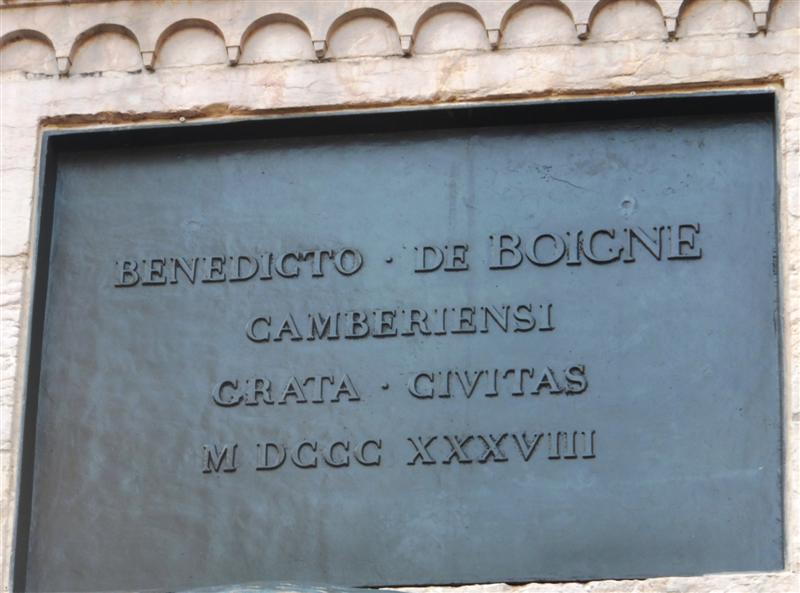 BENEDICTO · DE BOIGNE
CAMBERIENSI
GRATA · CIVITAS
M DCCC XXXVIII